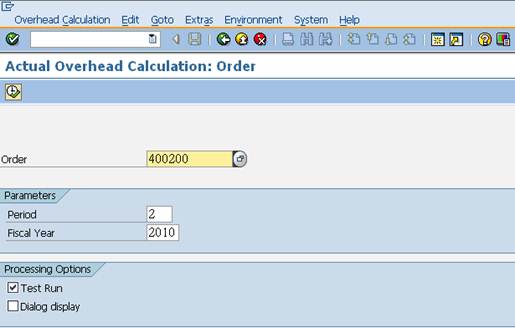 Overhead Calculation Edit Goto Extras Environment System Help
Actual Overhead Calculation: Order
Order 400200
Parameters
Period 2
Fiscal Year 2010
Processing Options
Test Run
Dialog display